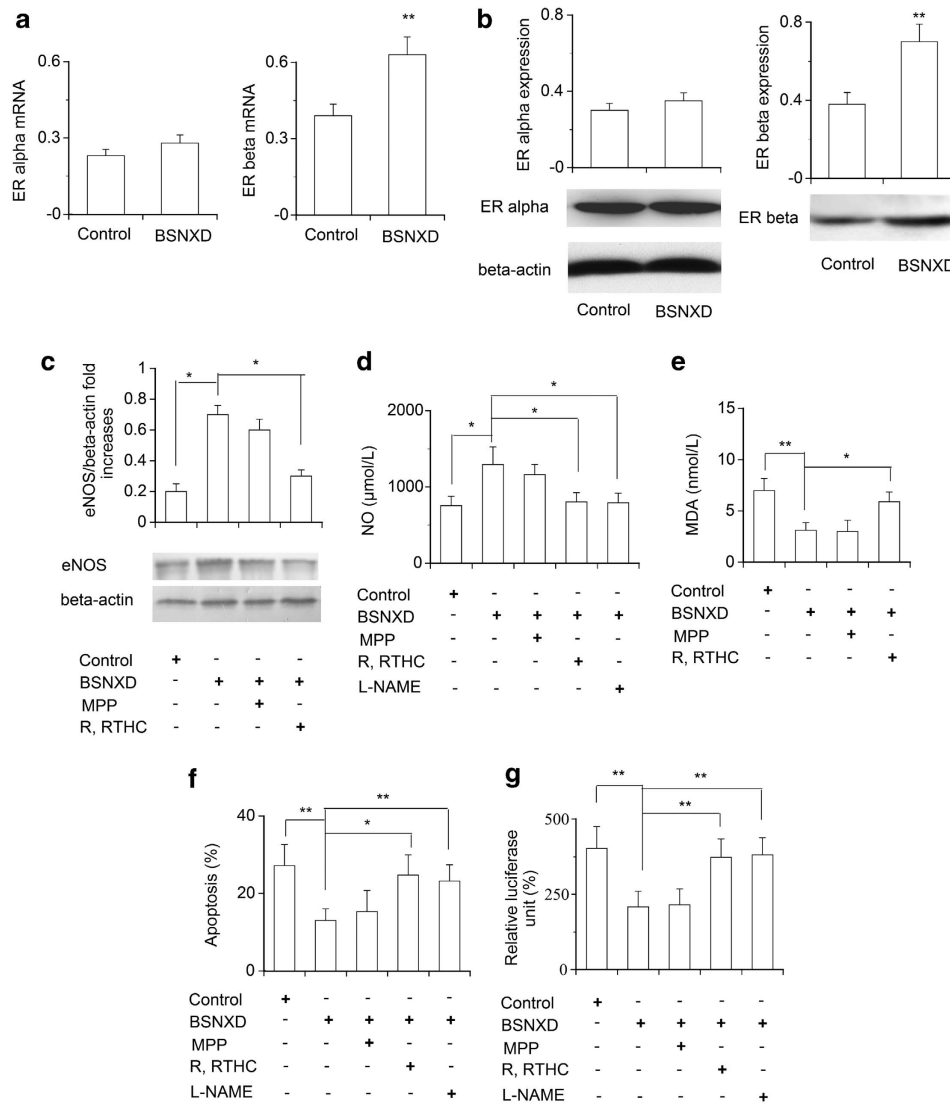 a
ER alpha mRNA
0.6
0.3
-0
Control BSNXD
ER beta mRNA
0.6
0.3
-0
**
Control BSNXD
b
ER alpha expression
0.8
0.4
-0
ER alpha
beta-actin
Control BSNXD
ER beta expression
0.8
0.4
-0
**
ER beta
Control BSNXD
c
eNOS/beta-actin fold
increases
1
0.8
0.6
0.4
0.2
0
* *
eNOS
beta-actin
Control + - - -
BSNXD - + + +
MPP - - + -
R, RTHC - - - +
d
NO (μmol/L)
2000
1000
0
* * *
Control + - - - -
BSNXD - + + + +
MPP - - + - -
R, RTHC - - - + -
L-NAME - - - - +
e
MDA (nmol/L)
15
10
5
0
** *
Control + - - -
BSNXD - + + +
MPP - - + -
R, RTHC - - - +
f
Apoptosis (%)
40
20
0
** * **
Control + - - - -
BSNXD - + + + +
MPP - - + - -
R, RTHC - - - + -
L-NAME - - - - +
g
Relative luciferase
unit (%)
500
250
0
** ** **
Control + - - - -
BSNXD - + + + +
MPP - - + - -
R, RTHC - - - + -
L-NAME - - - - +